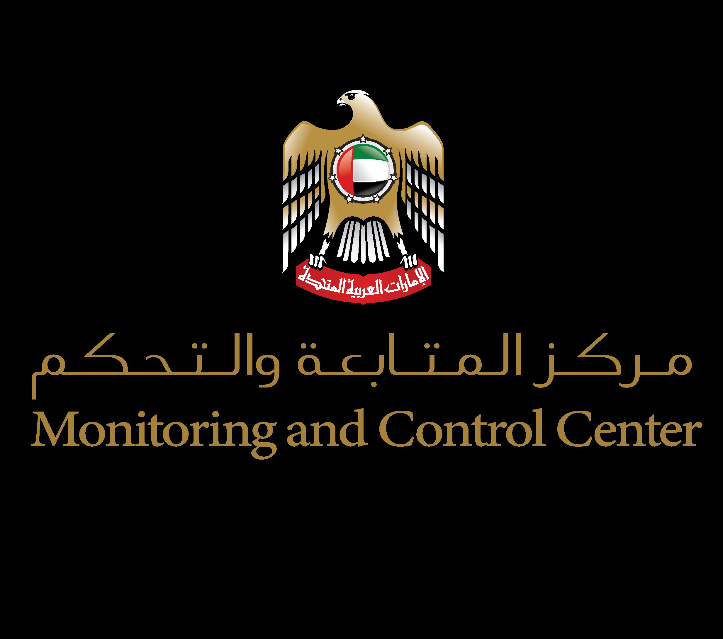 الإمارات العربية المتحدة
مركز المتابعة والتحكم
Monitoring and Control Center